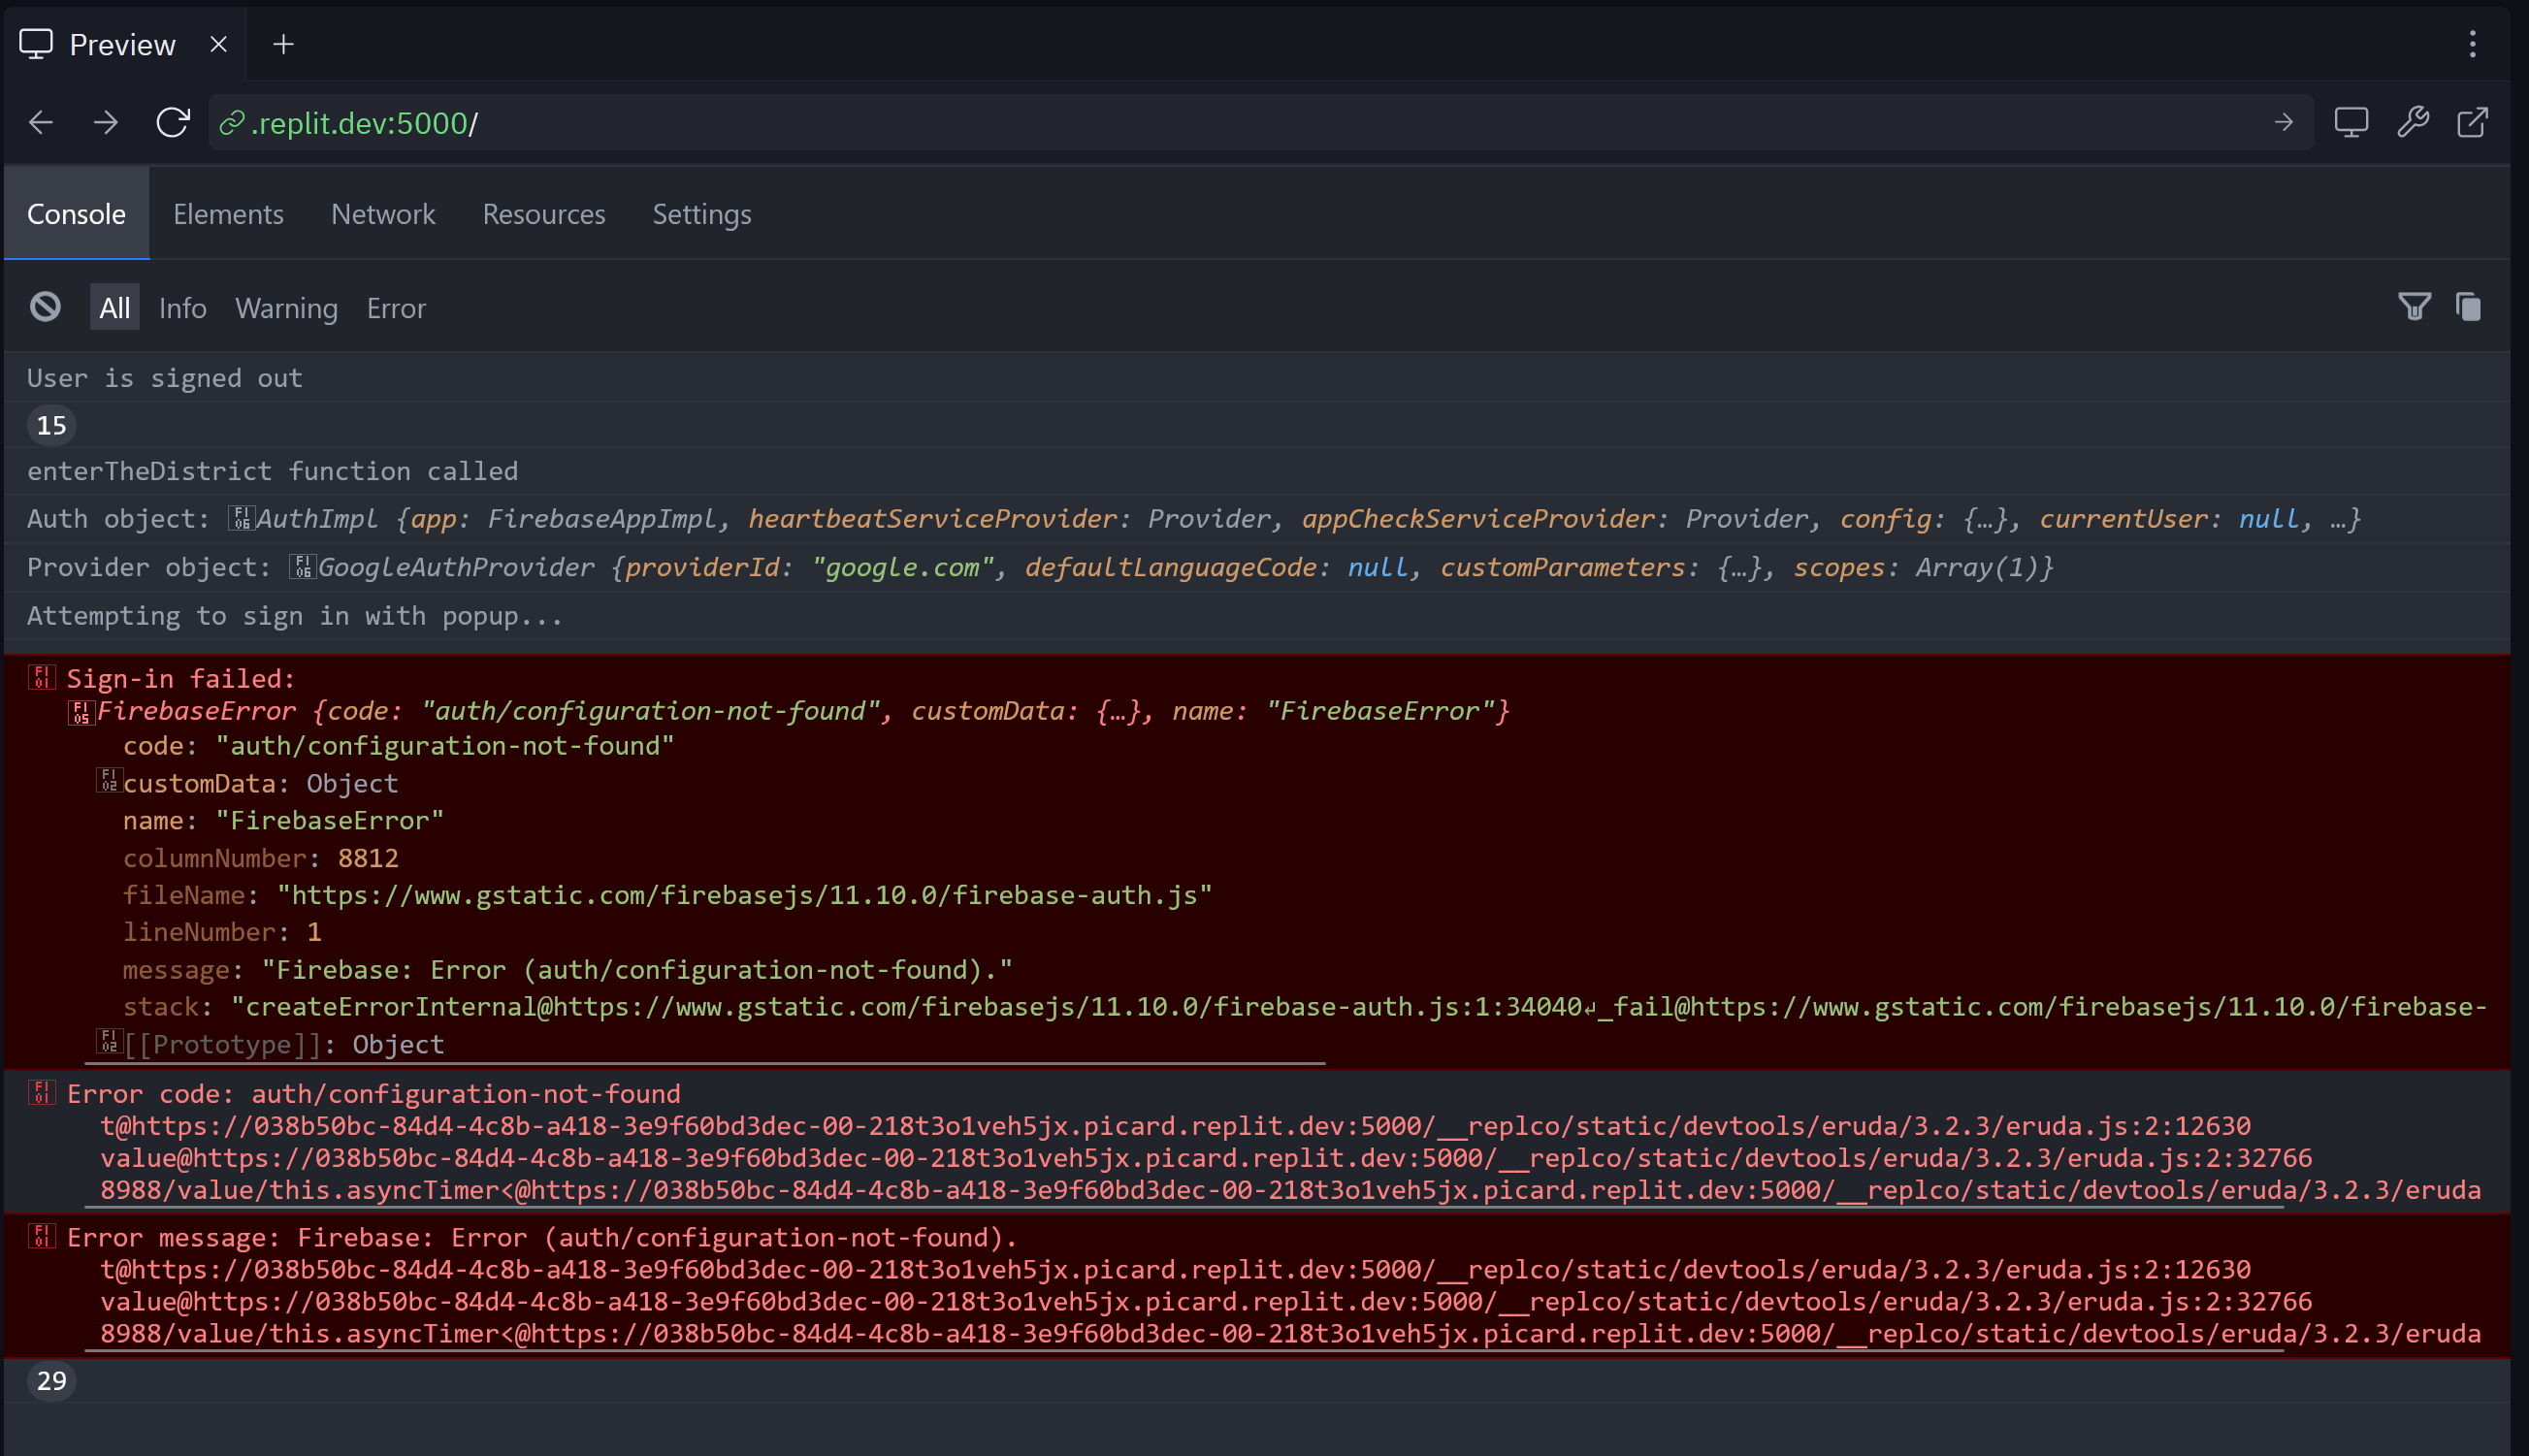 Preview
.replit.dev:5000/
Console Elements Network Resources Settings
All Info Warning Error
User is signed out
15
enterTheDistrict function called
Auth object: AuthImpl {app: FirebaseAppImpl, heartbeatServiceProvider: Provider, appCheckServiceProvider: Provider, config: {…}, currentUser: null, …}
Provider object: GoogleAuthProvider {providerId: "google.com", defaultLanguageCode: null, customParameters: {…}, scopes: Array(1)}
Attempting to sign in with popup...
Sign-in failed:
FirebaseError {code: "auth/configuration-not-found", customData: {…}, name: "FirebaseError"}
code: "auth/configuration-not-found"
customData: Object
name: "FirebaseError"
columnNumber: 8812
fileName: "https://www.gstatic.com/firebasejs/11.10.0/firebase-auth.js"
lineNumber: 1
message: "Firebase: Error (auth/configuration-not-found)."
stack: "createErrorInternal@https://www.gstatic.com/firebasejs/11.10.0/firebase-auth.js:1:34040↵_fail@https://www.gstatic.com/firebasejs/11.10.0/firebase-
[[Prototype]]: Object
Error code: auth/configuration-not-found
t@https://038b50bc-84d4-4c8b-a418-3e9f60bd3dec-00-218t3o1veh5jx.picard.replit.dev:5000/__replco/static/devtools/eruda/3.2.3/eruda.js:2:12630
value@https://038b50bc-84d4-4c8b-a418-3e9f60bd3dec-00-218t3o1veh5jx.picard.replit.dev:5000/__replco/static/devtools/eruda/3.2.3/eruda.js:2:32766
8988/value/this.asyncTimer<@https://038b50bc-84d4-4c8b-a418-3e9f60bd3dec-00-218t3o1veh5jx.picard.replit.dev:5000/__replco/static/devtools/eruda/3.2.3/eruda
Error message: Firebase: Error (auth/configuration-not-found).
t@https://038b50bc-84d4-4c8b-a418-3e9f60bd3dec-00-218t3o1veh5jx.picard.replit.dev:5000/__replco/static/devtools/eruda/3.2.3/eruda.js:2:12630
value@https://038b50bc-84d4-4c8b-a418-3e9f60bd3dec-00-218t3o1veh5jx.picard.replit.dev:5000/__replco/static/devtools/eruda/3.2.3/eruda.js:2:32766
8988/value/this.asyncTimer<@https://038b50bc-84d4-4c8b-a418-3e9f60bd3dec-00-218t3o1veh5jx.picard.replit.dev:5000/__replco/static/devtools/eruda/3.2.3/eruda
29